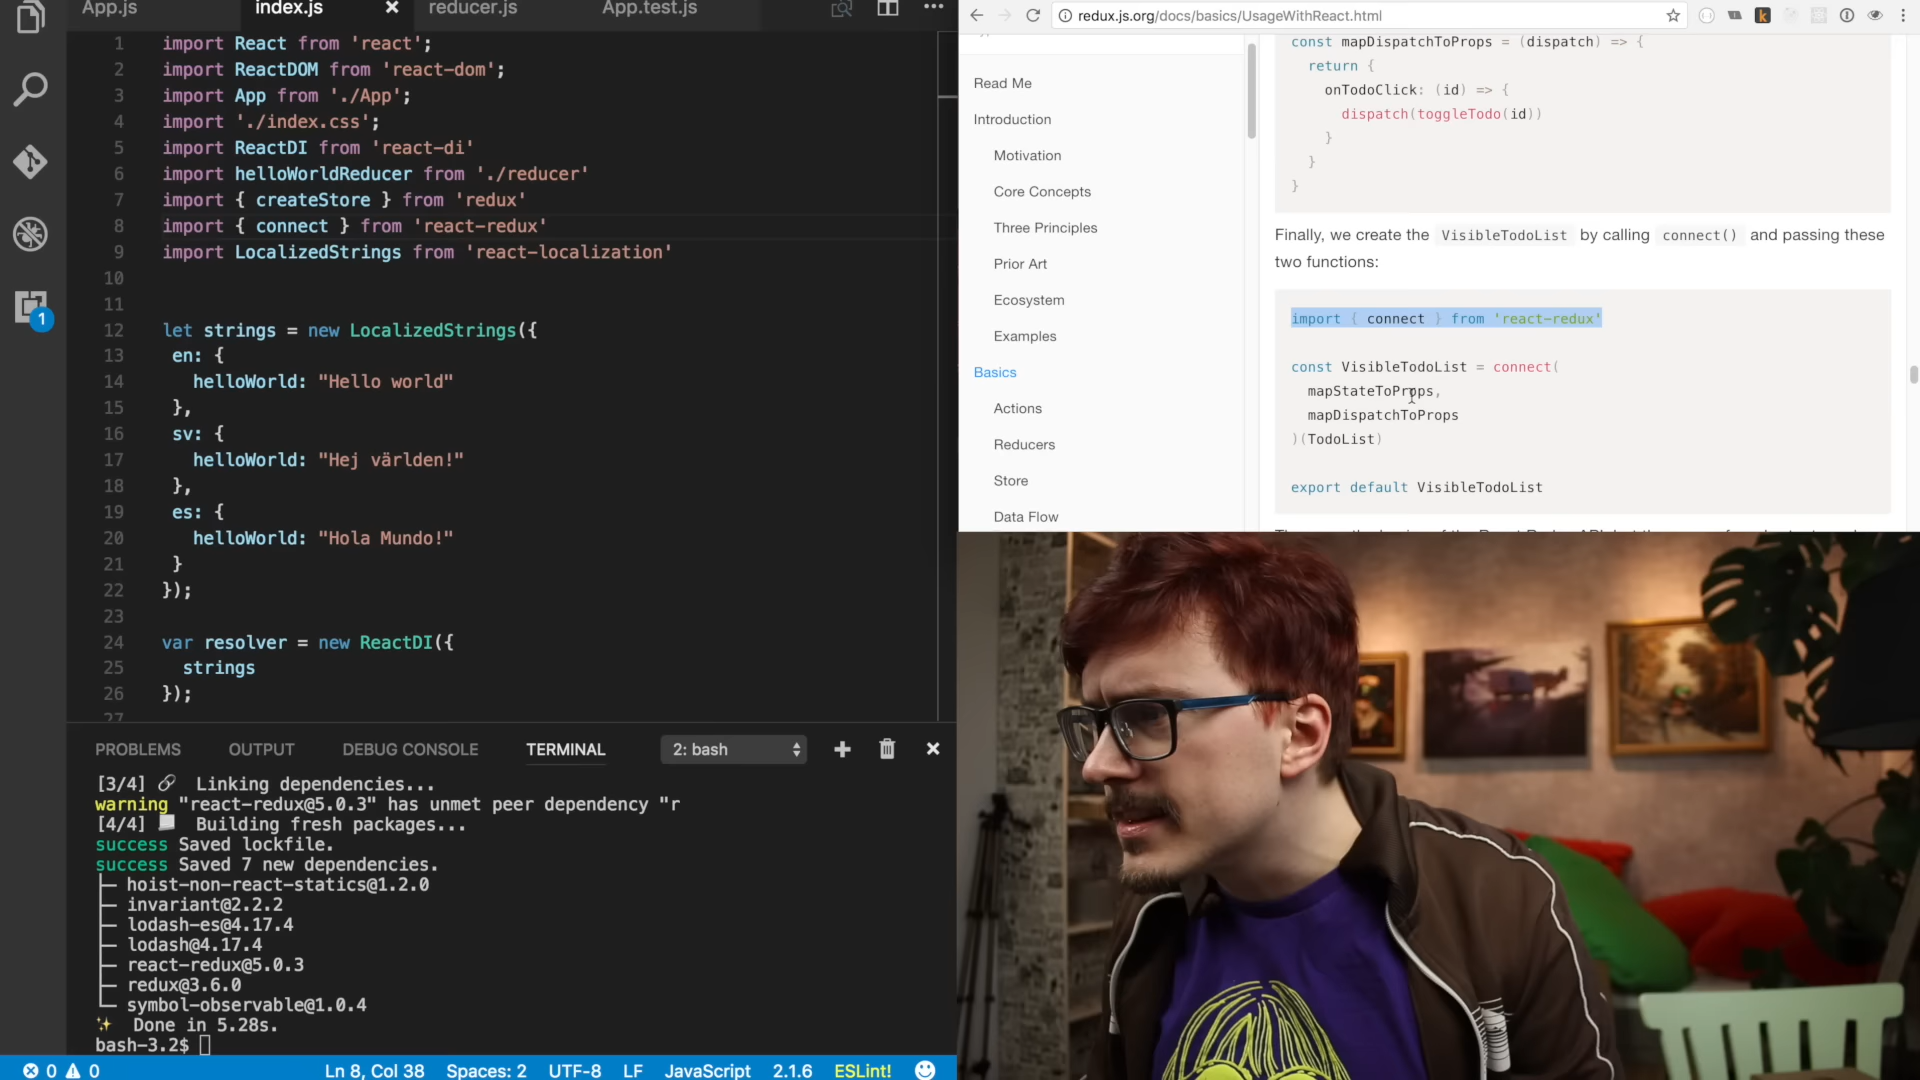 App.js
index.js
reducer.js
App.test.js
1 import React from 'react';
2 import ReactDOM from 'react-dom';
3 import App from './App';
4 import './index.css';
5 import ReactDI from 'react-di'
6 import helloWorldReducer from './reducer'
7 import { createStore } from 'redux'
8 import { connect } from 'react-redux'
9 import LocalizedStrings from 'react-localization'
10
11
12 let strings = new LocalizedStrings({
13 en: {
14 helloWorld: "Hello world"
15 },
16 sv: {
17 helloWorld: "Hej världen!"
18 },
19 es: {
20 helloWorld: "Hola Mundo!"
21 }
22 });
23
24 var resolver = new ReactDI({
25 strings
26 });
27
1
PROBLEMS
OUTPUT
DEBUG CONSOLE
TERMINAL
2: bash
[3/4] Linking dependencies...
warning "react-redux@5.0.3" has unmet peer dependency "r
[4/4] Building fresh packages...
success Saved lockfile.
success Saved 7 new dependencies.
├─ hoist-non-react-statics@1.2.0
├─ invariant@2.2.2
├─ lodash-es@4.17.4
├─ lodash@4.17.4
├─ react-redux@5.0.3
├─ redux@3.6.0
└─ symbol-observable@1.0.4
Done in 5.28s.
bash-3.2$
0 0 Ln 8, Col 38 Spaces: 2 UTF-8 LF JavaScript 2.1.6 ESLint!
redux.js.org/docs/basics/UsageWithReact.html
Read Me
Introduction
Motivation
Core Concepts
Three Principles
Prior Art
Ecosystem
Examples
Basics
Actions
Reducers
Store
Data Flow
const mapDispatchToProps = (dispatch) => {
return {
onTodoClick: (id) => {
dispatch(toggleTodo(id))
}
}
}
Finally, we create the VisibleTodoList by calling connect() and passing these
two functions:
import { connect } from 'react-redux'
const VisibleTodoList = connect(
mapStateToProps,
mapDispatchToProps
)(TodoList)
export default VisibleTodoList